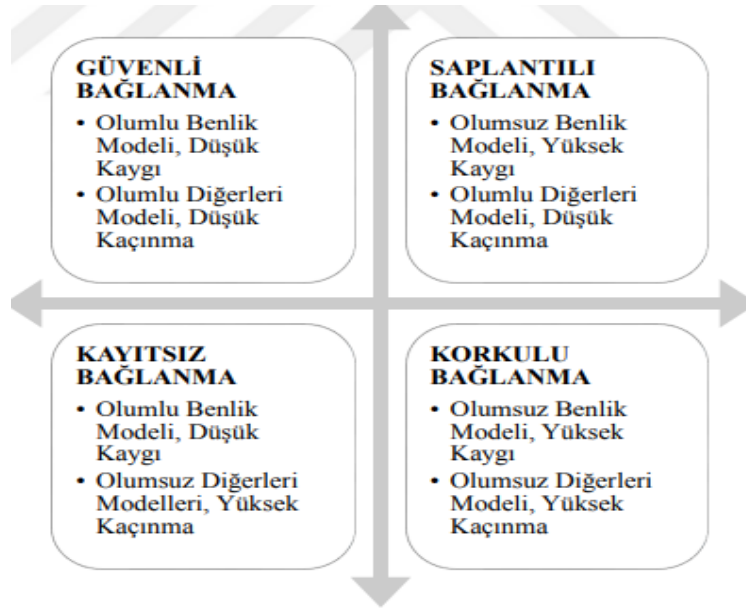 GÜVENLİ
BAĞLANMA
• Olumlu Benlik
Modeli, Düşük
Kaygı
• Olumlu Diğerleri
Modeli, Düşük
Kaçınma
SAPLANTILI
BAĞLANMA
• Olumsuz Benlik
Modeli, Yüksek
Kaygı
• Olumlu Diğerleri
Modeli, Düşük
Kaçınma
KAYITSIZ
BAĞLANMA
• Olumlu Benlik
Modeli, Düşük
Kaygı
• Olumsuz Diğerleri
Modelleri, Yüksek
Kaçınma
KORKULU
BAĞLANMA
• Olumsuz Benlik
Modeli, Yüksek
Kaygı
• Olumsuz Diğerleri
Modeli, Yüksek
Kaçınma